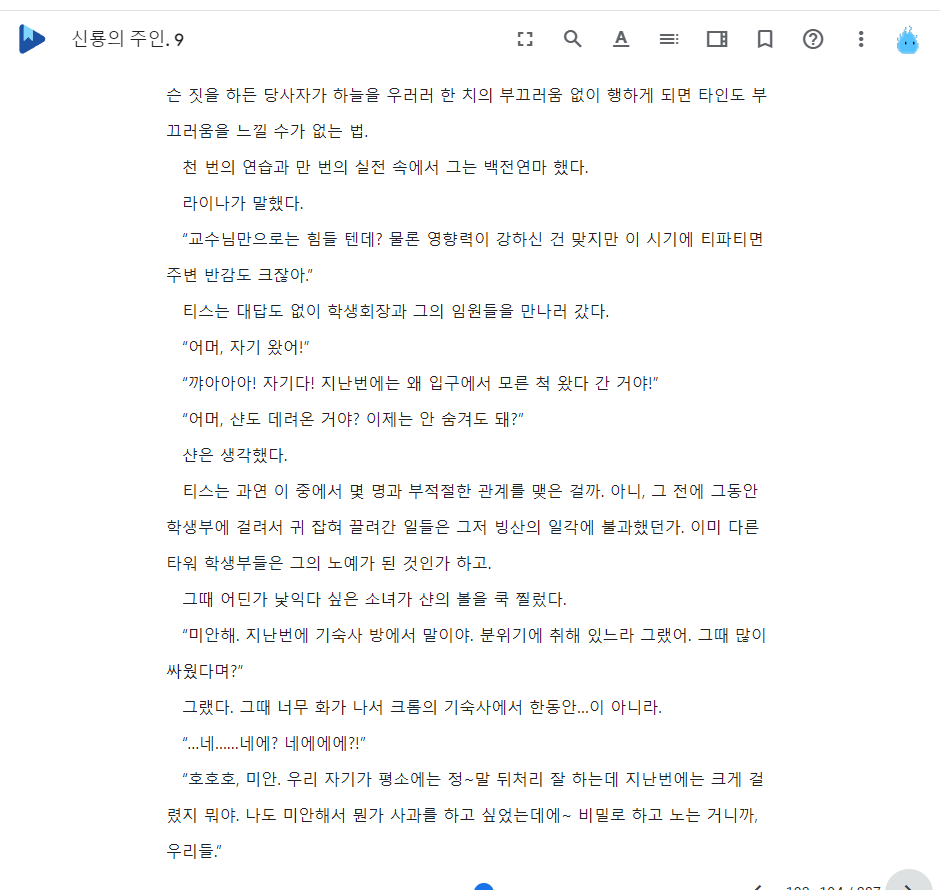 신룡의 주인. 9
슨 짓을 하든 당사자가 하늘을 우러러 한 치의 부끄러움 없이 행하게 되면 타인도 부
끄러움을 느낄 수가 없는 법.
천 번의 연습과 만 번의 실전 속에서 그는 백전연마 했다.
라이나가 말했다.
“교수님만으로는 힘들 텐데? 물론 영향력이 강하신 건 맞지만 이 시기에 티파티면
주변 반감도 크잖아.”
티스는 대답도 없이 학생회장과 그의 임원들을 만나러 갔다.
“어머, 자기 왔어!”
“꺄아아아! 자기다! 지난번에는 왜 입구에서 모른 척 왔다 간 거야!”
“어머, 샨도 데려온 거야? 이제는 안 숨겨도 돼?”
샨은 생각했다.
티스는 과연 이 중에서 몇 명과 부적절한 관계를 맺은 걸까. 아니, 그 전에 그동안
학생부에 걸려서 귀 잡혀 끌려간 일들은 그저 빙산의 일각에 불과했던가. 이미 다른
타워 학생부들은 그의 노예가 된 것인가 하고.
그때 어딘가 낯익다 싶은 소녀가 샨의 볼을 쿡 찔렀다.
“미안해. 지난번에 기숙사 방에서 말이야. 분위기에 취해 있느라 그랬어. 그때 많이
싸웠다며?”
그랬다. 그때 너무 화가 나서 크롬의 기숙사에서 한동안…이 아니라.
“…네……네에? 네에에에?!”
“호호호, 미안. 우리 자기가 평소에는 정~말 뒤처리 잘 하는데 지난번에는 크게 걸
렸지 뭐야. 나도 미안해서 뭔가 사과를 하고 싶었는데에~ 비밀로 하고 노는 거니까,
우리들.”